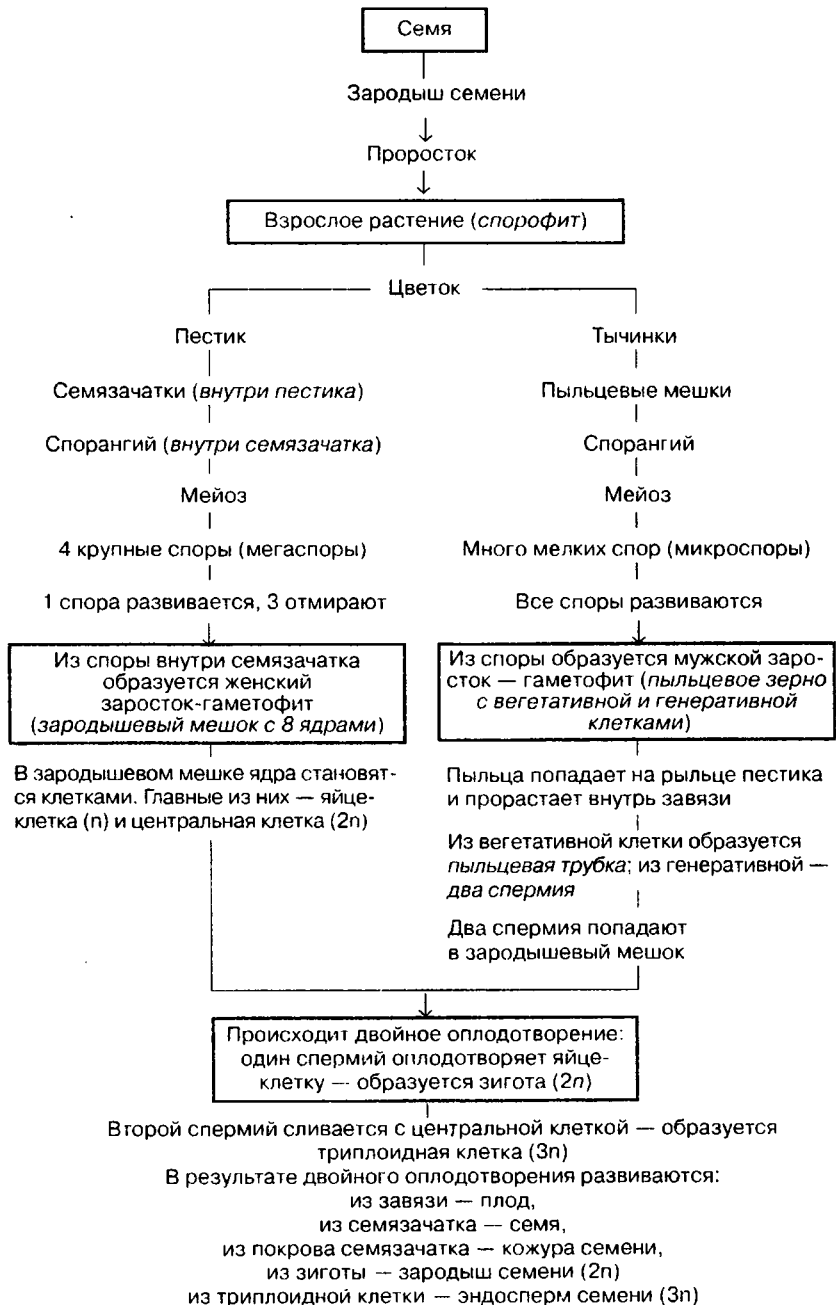 Семя
Зародыш семени
Проросток
Взрослое растение (спорофит)
Цветок
Пестик
Семязачатки (внутри пестика)
Спорангий (внутри семязачатка)
Мейоз
4 крупные споры (мегаспоры)
1 спора развивается, 3 отмирают
Из споры внутри семязачатка
образуется женский
заросток-гаметофит
(зародышевый мешок с 8 ядрами)
В зародышевом мешке ядра становят-
ся клетками. Главные из них — яйце-
клетка (n) и центральная клетка (2n)
Тычинки
Пыльцевые мешки
Спорангий
Мейоз
Много мелких спор (микроспоры)
Все споры развиваются
Из споры образуется мужской заро-
сток — гаметофит (пыльцевое зерно
с вегетативной и генеративной
клетками)
Пыльца попадает на рыльце пестика
и прорастает внутрь завязи
Из вегетативной клетки образуется
пыльцевая трубка; из генеративной —
два спермия
Два спермия попадают
в зародышевый мешок
Происходит двойное оплодотворение:
один спермий оплодотворяет яйце-
клетку — образуется зигота (2n)
Второй спермий сливается с центральной клеткой — образуется
триплоидная клетка (3n)
В результате двойного оплодотворения развиваются:
из завязи — плод,
из семязачатка — семя,
из покрова семязачатка — кожура семени,
из зиготы — зародыш семени (2n)
из триплоидной клетки — эндосперм семени (3n)